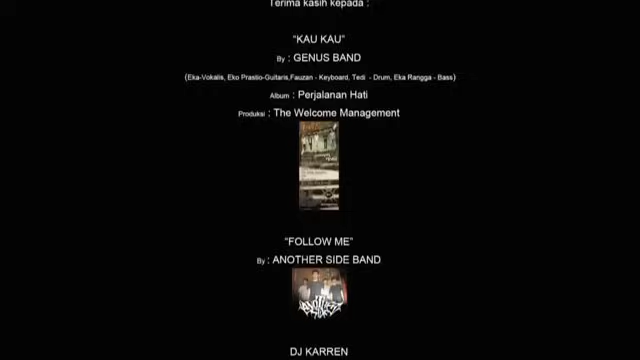 Terima kasih kepada :
“KAU KAU”
By : GENUS BAND
(Eka-Vokalis, Eko Prastio-Guitaris,Fauzan - Keyboard, Tedi - Drum, Eka Rangga - Bass)
Album : Perjalanan Hati
Produksi : The Welcome Management
“FOLLOW ME”
By : ANOTHER SIDE BAND
DJ KARREN